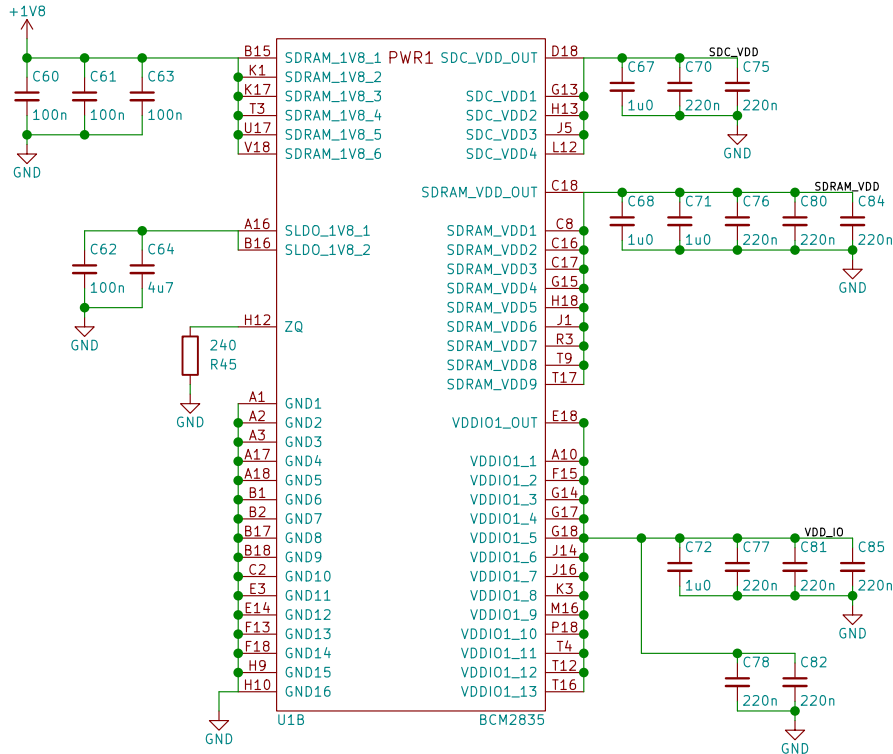 +1V8
C60 C61 C63
100n 100n 100n
GND
C62 C64
100n 4u7
GND
240
R45
GND
GND
B15 SDRAM_1V8_1
K1 SDRAM_1V8_2
K17 SDRAM_1V8_3
T3 SDRAM_1V8_4
U17 SDRAM_1V8_5
V18 SDRAM_1V8_6
A16 SLDO_1V8_1
B16 SLDO_1V8_2
H12 ZQ
A1 GND1
A2 GND2
A3 GND3
A17 GND4
A18 GND5
B1 GND6
B2 GND7
B17 GND8
B18 GND9
C2 GND10
E3 GND11
E14 GND12
F13 GND13
F18 GND14
H9 GND15
H10 GND16
PWR1
SDC_VDD_OUT D18
SDC_VDD1 G13
SDC_VDD2 H13
SDC_VDD3 J5
SDC_VDD4 L12
SDRAM_VDD_OUT C18
SDRAM_VDD1 C8
SDRAM_VDD2 C16
SDRAM_VDD3 C17
SDRAM_VDD4 G15
SDRAM_VDD5 H18
SDRAM_VDD6 J1
SDRAM_VDD7 R3
SDRAM_VDD8 T9
SDRAM_VDD9 T17
VDDIO1_OUT E18
VDDIO1_1 A10
VDDIO1_2 F15
VDDIO1_3 G14
VDDIO1_4 G17
VDDIO1_5 G18
VDDIO1_6 J14
VDDIO1_7 J16
VDDIO1_8 K3
VDDIO1_9 M16
VDDIO1_10 P18
VDDIO1_11 T4
VDDIO1_12 T12
VDDIO1_13 T16
U1B BCM2835
SDC_VDD
C67 C70 C75
1u0 220n 220n
GND
SDRAM_VDD
C68 C71 C76 C80 C84
1u0 1u0 220n 220n 220n
GND
VDD_IO
C72 C77 C81 C85
1u0 220n 220n 220n
GND
C78 C82
220n 220n
GND